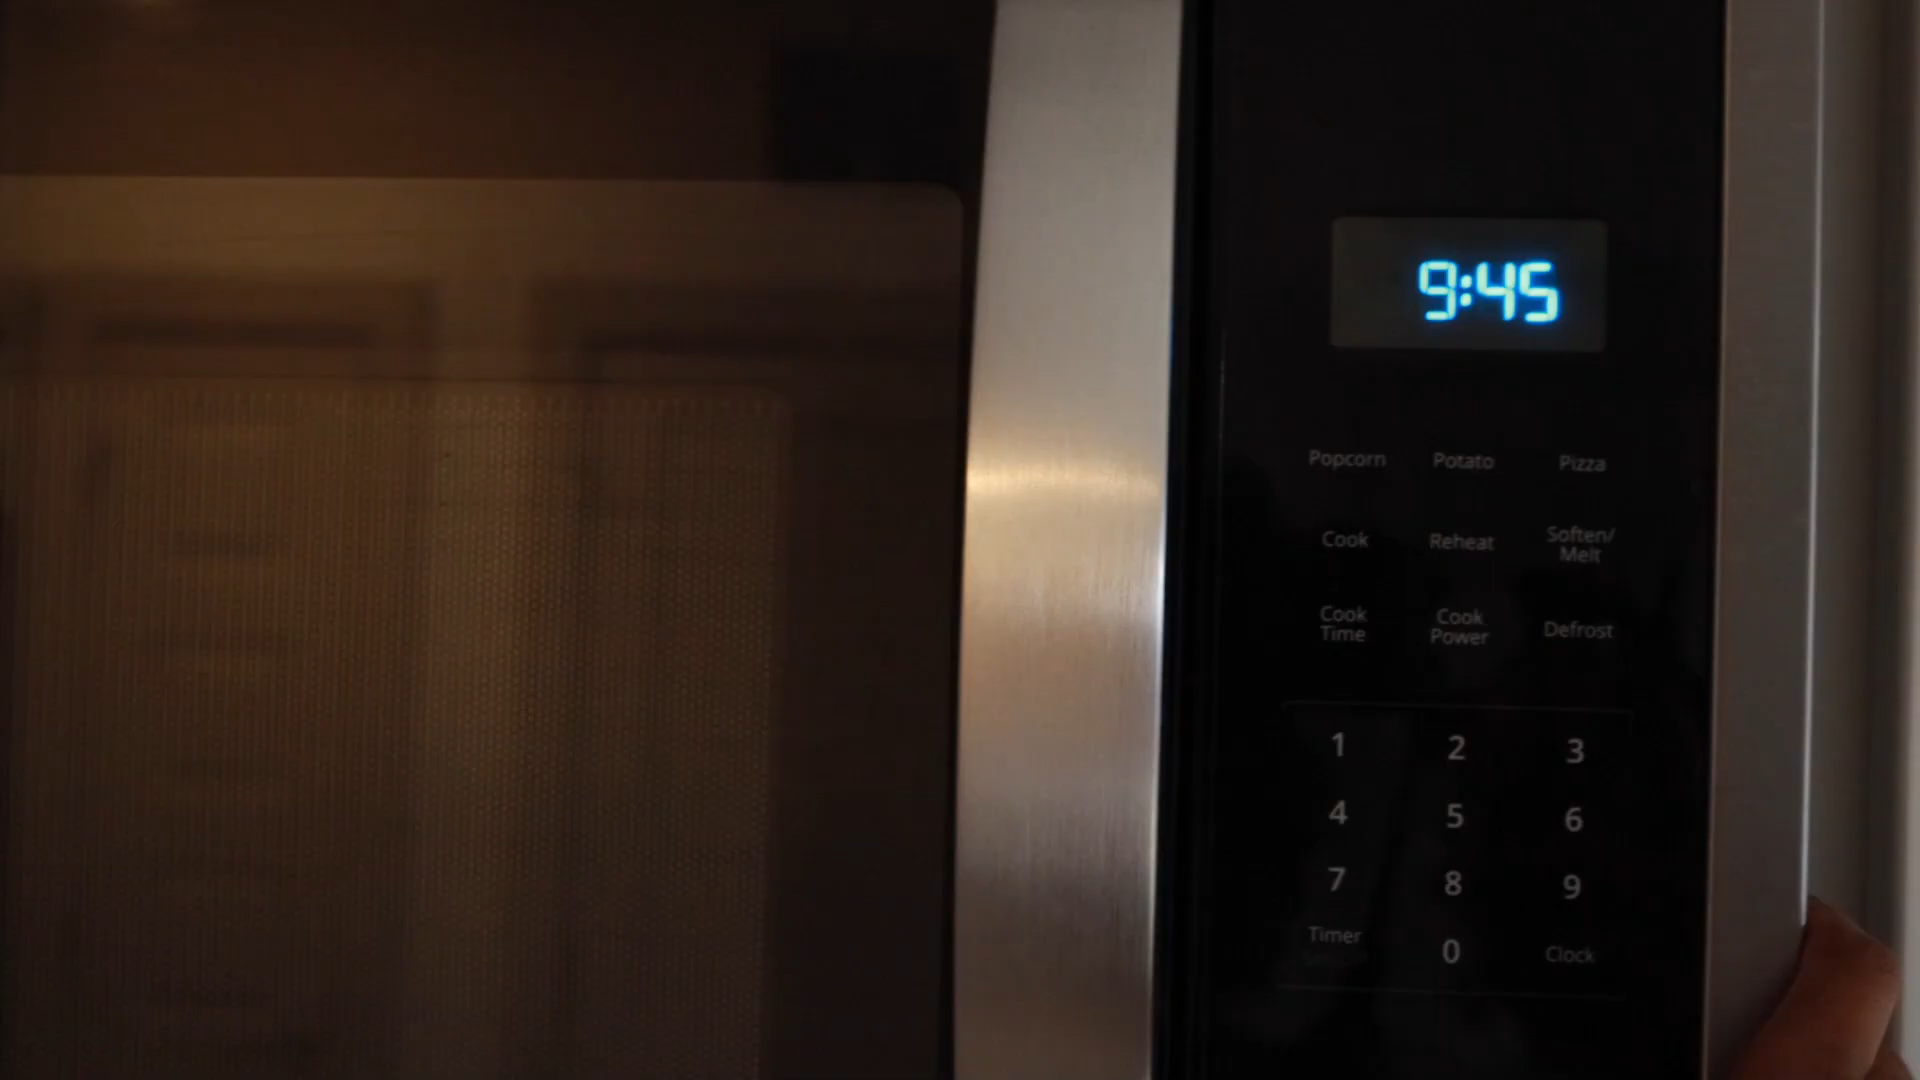 9:45
Popcorn Potato Pizza
Cook Reheat Soften/
Melt
Cook
Time
Cook
Power
Defrost
1 2 3
4 5 6
7 8 9
Timer 0 Clock